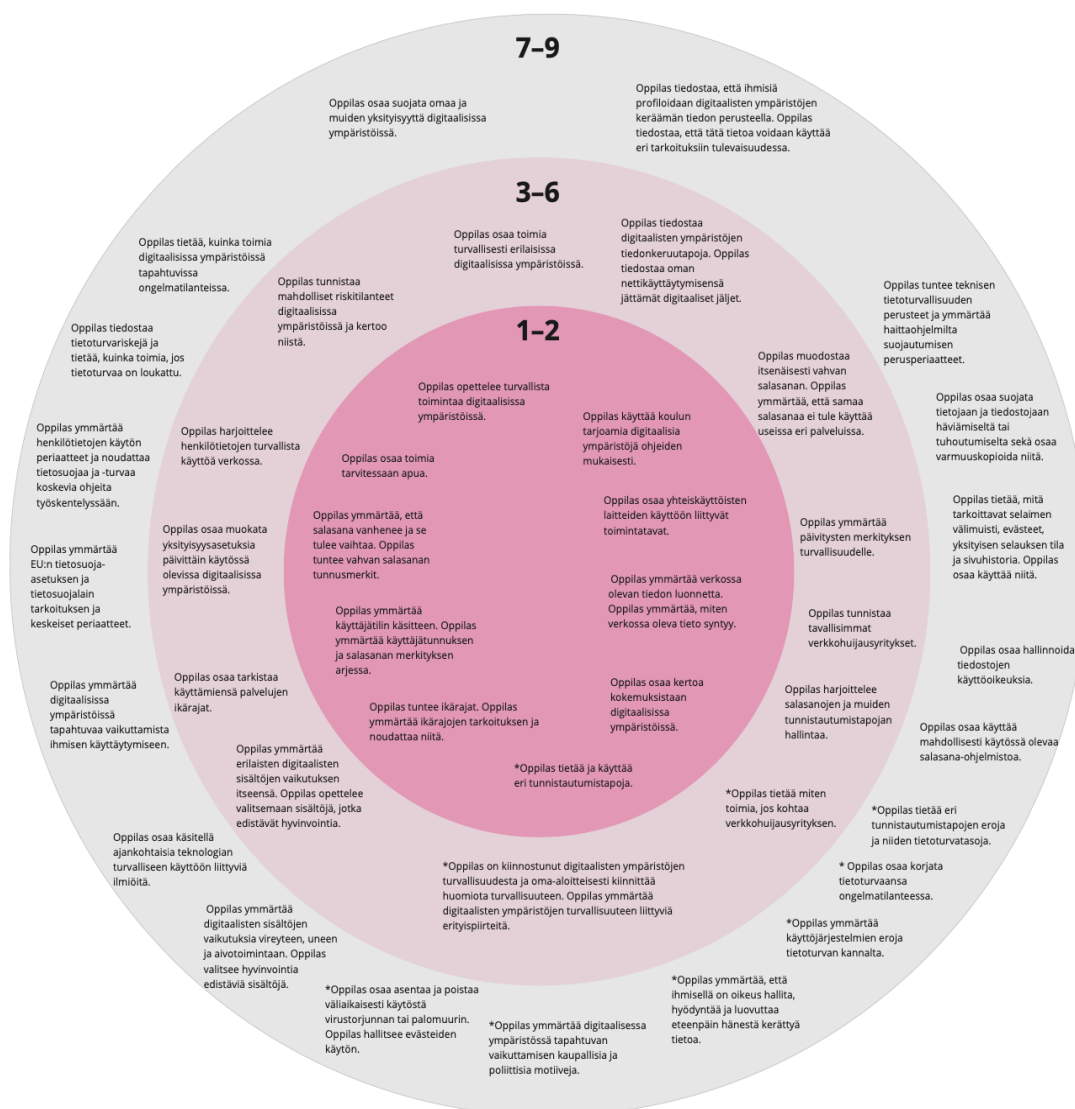 7–9
Oppilas osaa suojata omaa ja
muiden yksityisyyttä digitaalisissa
ympäristöissä.
Oppilas tiedostaa, että ihmisiä
profiloidaan digitaalisten ympäristöjen
keräämän tiedon perusteella. Oppilas
tiedostaa, että tätä tietoa voidaan käyttää
eri tarkoituksiin tulevaisuudessa.
Oppilas tietää, kuinka toimia
digitaalisissa ympäristöissä
tapahtuvissa
ongelmatilanteissa.
Oppilas tiedostaa
tietoturvariskejä ja
tietää, kuinka toimia, jos
tietoturvaa on loukattu.
Oppilas ymmärtää
henkilötietojen käytön
periaatteet ja noudattaa
tietosuojaa ja -turvaa
koskevia ohjeita
työskentelyssään.
Oppilas ymmärtää
EU:n tietosuoja-
asetuksen ja
tietosuojalain
tarkoituksen ja
keskeiset periaatteet.
Oppilas ymmärtää
digitaalisissa
ympäristöissä
tapahtuvaa vaikuttamista
ihmisen käyttäytymiseen.
Oppilas osaa käsitellä
ajankohtaisia teknologian
turvalliseen käyttöön liittyviä
ilmiöitä.
Oppilas ymmärtää
digitaalisten sisältöjen
vaikutuksia vireyteen, uneen
ja aivotoimintaan. Oppilas
valitsee hyvinvointia
edistäviä sisältöjä.
*Oppilas osaa asentaa ja poistaa
väliaikaisesti käytöstä
virustorjunnan tai palomuurin.
Oppilas hallitsee evästeiden
käytön.
*Oppilas ymmärtää digitaalisessa
ympäristössä tapahtuvan
vaikuttamisen kaupallisia ja
poliittisia motiiveja.
*Oppilas ymmärtää, että
ihmisellä on oikeus hallita,
hyödyntää ja luovuttaa
eteenpäin hänestä kerättyä
tietoa.
*Oppilas ymmärtää
käyttöjärjestelmien eroja
tietoturvan kannalta.
* Oppilas osaa korjata
tietoturvaansa
ongelmatilanteessa.
*Oppilas tietää eri
tunnistautumistapojen eroja
ja niiden tietoturvatasoja.
Oppilas osaa käyttää
mahdollisesti käytössä olevaa
salasana-ohjelmistoa.
Oppilas osaa hallinnoida
tiedostojen
käyttöoikeuksia.
Oppilas tietää, mitä
tarkoittavat selaimen
välimuisti, evästeet,
yksityisen selauksen tila
ja sivuhistoria. Oppilas
osaa käyttää niitä.
Oppilas osaa suojata
tietojaan ja tiedostojaan
häviämiseltä tai
tuhoutumiselta sekä osaa
varmuuskopioida niitä.
Oppilas tuntee teknisen
tietoturvallisuuden
perusteet ja ymmärtää
haittaohjelmilta
suojautumisen
perusperiaatteet.
3–6
Oppilas osaa toimia
turvallisesti erilaisissa
digitaalisissa ympäristöissä.
Oppilas tiedostaa
digitaalisten ympäristöjen
tiedonkeruutapoja. Oppilas
tiedostaa oman
nettikäyttäytymisensä
jättämät digitaaliset jäljet.
Oppilas tunnistaa
mahdolliset riskitilanteet
digitaalisissa
ympäristöissä ja kertoo
niistä.
Oppilas harjoittelee
henkilötietojen turvallista
käyttöä verkossa.
Oppilas osaa muokata
yksityisyysasetuksia
päivittäin käytössä
olevissa digitaalisissa
ympäristöissä.
Oppilas osaa tarkistaa
käyttämiensä palvelujen
ikärajat.
Oppilas ymmärtää
erilaisten digitaalisten
sisältöjen vaikutuksen
itseensä. Oppilas opettelee
valitsemaan sisältöjä, jotka
edistävät hyvinvointia.
*Oppilas on kiinnostunut digitaalisten ympäristöjen
turvallisuudesta ja oma-aloitteisesti kiinnittää
huomiota turvallisuuteen. Oppilas ymmärtää
digitaalisten ympäristöjen turvallisuuteen liittyviä
erityispiirteitä.
*Oppilas tietää miten
toimia, jos kohtaa
verkkohuijausyrityksen.
Oppilas harjoittelee
salasanojen ja muiden
tunnistautumistapojan
hallintaa.
Oppilas tunnistaa
tavallisimmat
verkkohuijausyritykset.
Oppilas ymmärtää
päivitysten merkityksen
turvallisuudelle.
Oppilas muodostaa
itsenäisesti vahvan
salasanan. Oppilas
ymmärtää, että samaa
salasanaa ei tule käyttää
useissa eri palveluissa.
1–2
Oppilas opettelee turvallista
toimintaa digitaalisissa
ympäristöissä.
Oppilas käyttää koulun
tarjoamia digitaalisia
ympäristöjä ohjeiden
mukaisesti.
Oppilas osaa toimia
tarvitessaan apua.
Oppilas osaa yhteiskäyttöisten
laitteiden käyttöön liittyvät
toimintatavat.
Oppilas ymmärtää, että
salasana vanhenee ja se
tulee vaihtaa. Oppilas
tuntee vahvan salasanan
tunnusmerkit.
Oppilas ymmärtää verkossa
olevan tiedon luonnetta.
Oppilas ymmärtää, miten
verkossa oleva tieto syntyy.
Oppilas ymmärtää
käyttäjätilin käsitteen. Oppilas
ymmärtää käyttäjätunnuksen
ja salasanan merkityksen
arjessa.
Oppilas osaa kertoa
kokemuksistaan
digitaalisissa
ympäristöissä.
Oppilas tuntee ikärajat. Oppilas
ymmärtää ikärajojen tarkoituksen ja
noudattaa niitä.
*Oppilas tietää ja käyttää
eri tunnistautumistapoja.